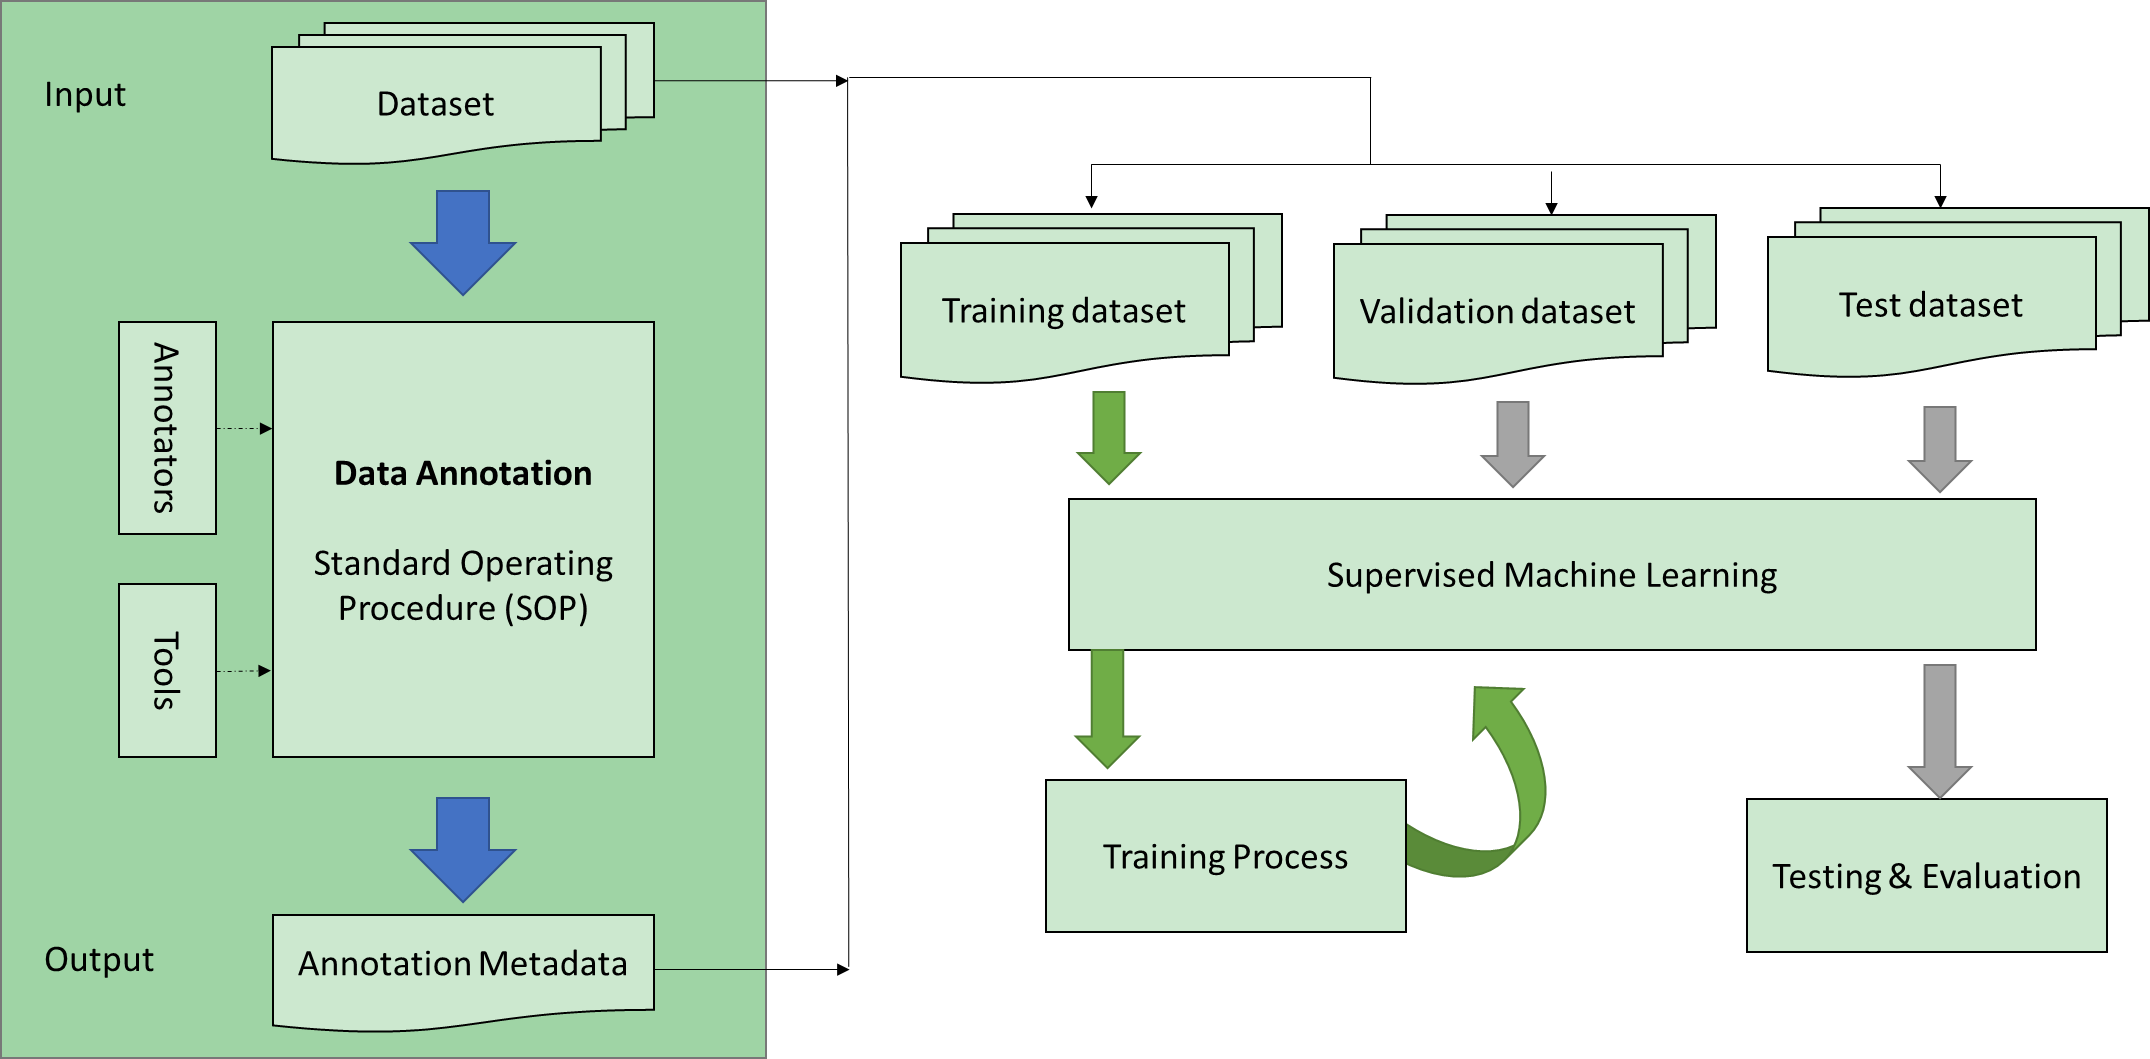 Input
Dataset
Annotators
Tools
Data Annotation
Standard Operating
Procedure (SOP)
Output
Annotation Metadata
Training dataset
Validation dataset
Test dataset
Supervised Machine Learning
Training Process
Testing & Evaluation